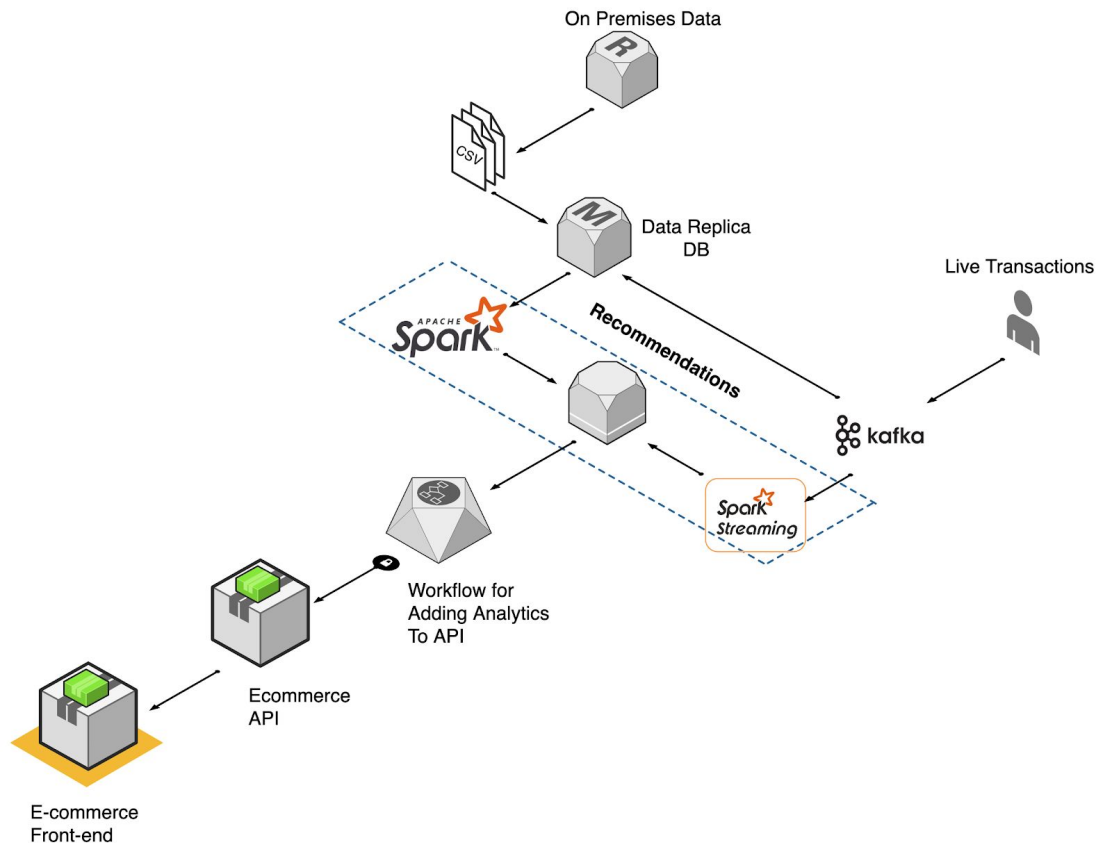 On Premises Data
R
CSV
M
Data Replica
DB
Live Transactions
APACHE
Spark™
Recommendations
kafka
Spark
Streaming
Workflow for
Adding Analytics
To API
Ecommerce
API
E-commerce
Front-end